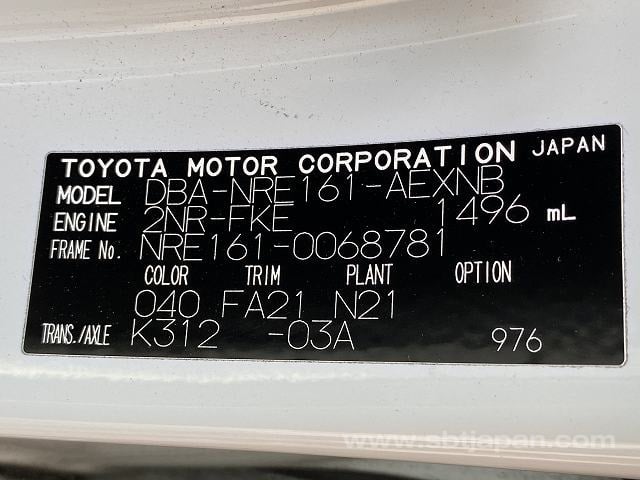 TOYOTA MOTOR CORPORATION JAPAN
MODEL DBA-NRE161-AEXNB
ENGINE 2NR-FKE 1496 mL
FRAME No. NRE161-0068781
COLOR TRIM PLANT OPTION
040 FA21 N21
TRANS./AXLE K312 -03A 976
www.sbtjapan.com